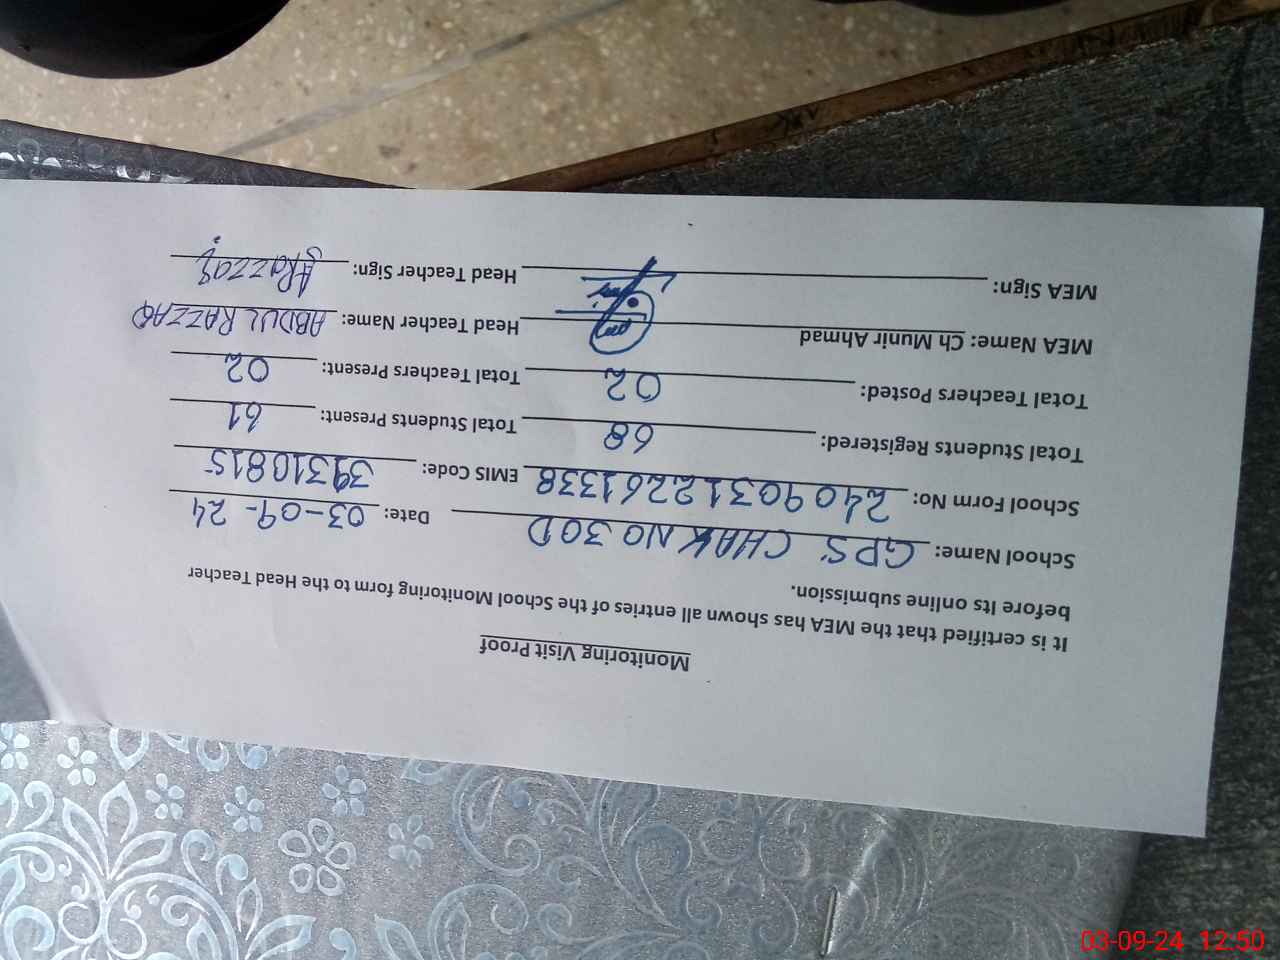 Monitoring Visit Proof
It is certified that the MEA has shown all entries of the School Monitoring form to the Head Teacher
before Its online submission.
School Name: GPS CHAK NO 30D Date: 03-09-24
School Form No: 24090312261338 EMIS Code: 39310815
Total Students Registered: 68 Total Students Present: 61
Total Teachers Posted: 02 Total Teachers Present: 02
MEA Name: Ch Munir Ahmad Head Teacher Name: ABDUL RAZZAQ
MEA Sign: Head Teacher Sign: ARazzaq
03-09-24 12:50